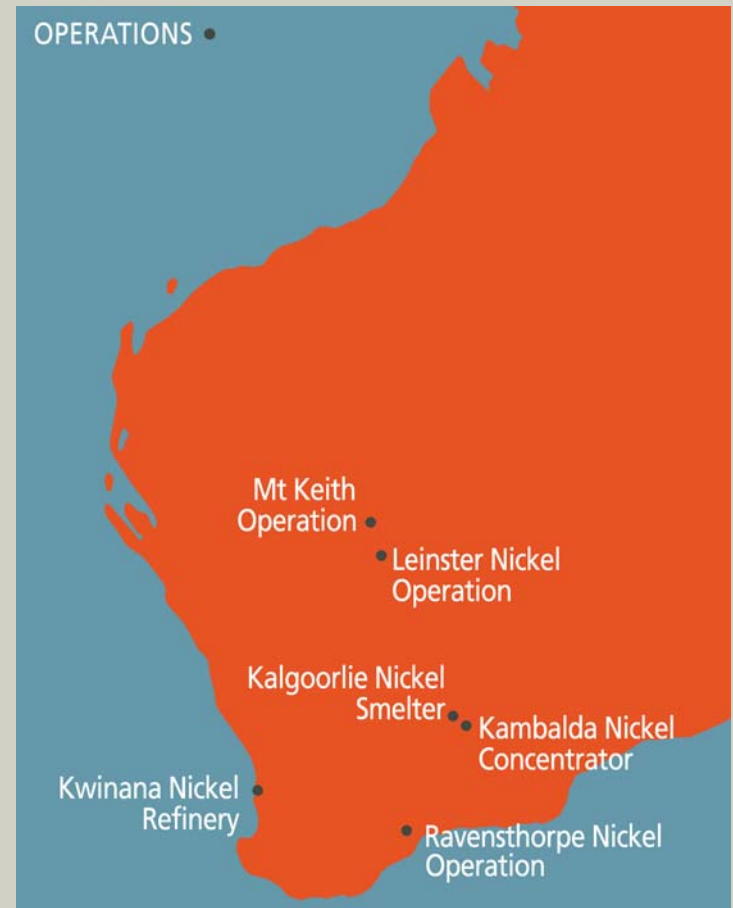 OPERATIONS
Mt Keith
Operation
Leinster Nickel
Operation
Kalgoorlie Nickel
Smelter
Kambalda Nickel
Concentrator
Kwinana Nickel
Refinery
Ravensthorpe Nickel
Operation